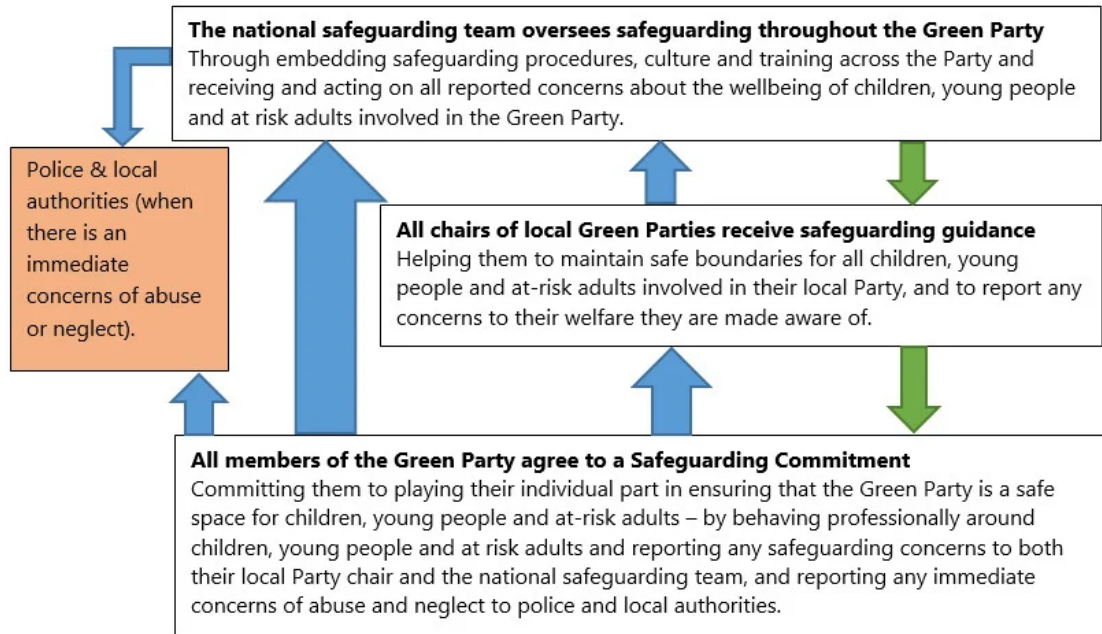 The national safeguarding team oversees safeguarding throughout the Green Party
Through embedding safeguarding procedures, culture and training across the Party and
receiving and acting on all reported concerns about the wellbeing of children, young people
and at risk adults involved in the Green Party.
Police & local
authorities (when
there is an
immediate
concerns of abuse
or neglect).
All chairs of local Green Parties receive safeguarding guidance
Helping them to maintain safe boundaries for all children, young
people and at-risk adults involved in their local Party, and to report any
concerns to their welfare they are made aware of.
All members of the Green Party agree to a Safeguarding Commitment
Committing them to playing their individual part in ensuring that the Green Party is a safe
space for children, young people and at-risk adults – by behaving professionally around
children, young people and at risk adults and reporting any safeguarding concerns to both
their local Party chair and the national safeguarding team, and reporting any immediate
concerns of abuse and neglect to police and local authorities.